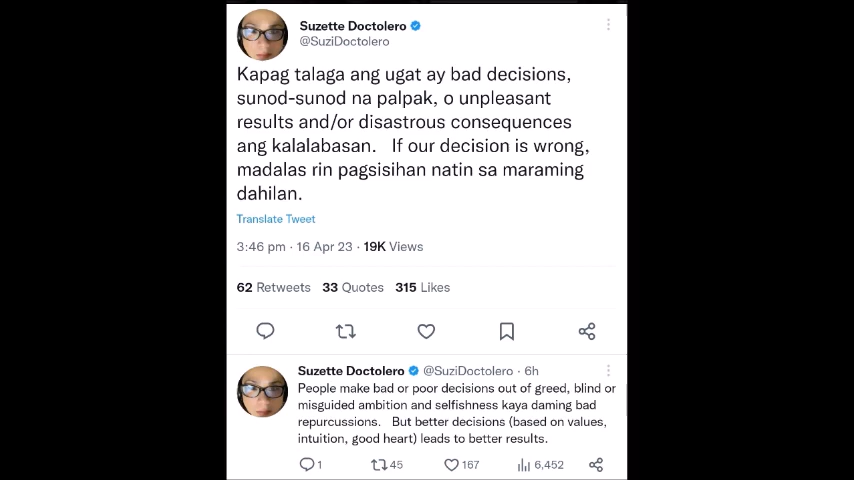 Suzette Doctolero
@SuziDoctolero
Kapag talaga ang ugat ay bad decisions,
sunod-sunod na palpak, o unpleasant
results and/or disastrous consequences
ang kalalabasan. If our decision is wrong,
madalas rin pagsisihan natin sa maraming
dahilan.
Translate Tweet
3:46 pm · 16 Apr 23 · 19K Views
62 Retweets 33 Quotes 315 Likes
Suzette Doctolero @SuziDoctolero · 6h
People make bad or poor decisions out of greed, blind or
misguided ambition and selfishness kaya daming bad
repurcussions. But better decisions (based on values,
intuition, good heart) leads to better results.
1 45 167 6,452